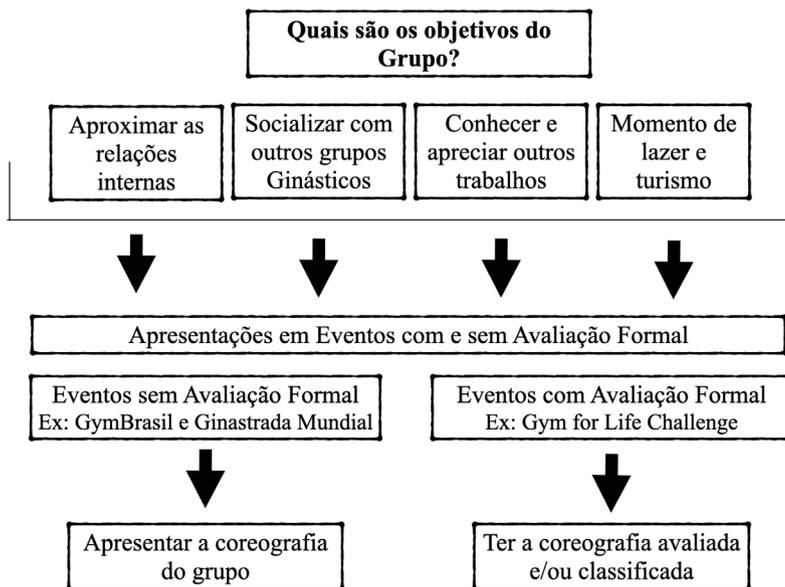 Quais são os objetivos do
Grupo?
Aproximar as
relações
internas
Socializar com
outros grupos
Ginásticos
Conhecer e
apreciar outros
trabalhos
Momento de
lazer e
turismo
Apresentações em Eventos com e sem Avaliação Formal
Eventos sem Avaliação Formal
Ex: GymBrasil e Ginastrada Mundial
Eventos com Avaliação Formal
Ex: Gym for Life Challenge
Apresentar a coreografia
do grupo
Ter a coreografia avaliada
e/ou classificada